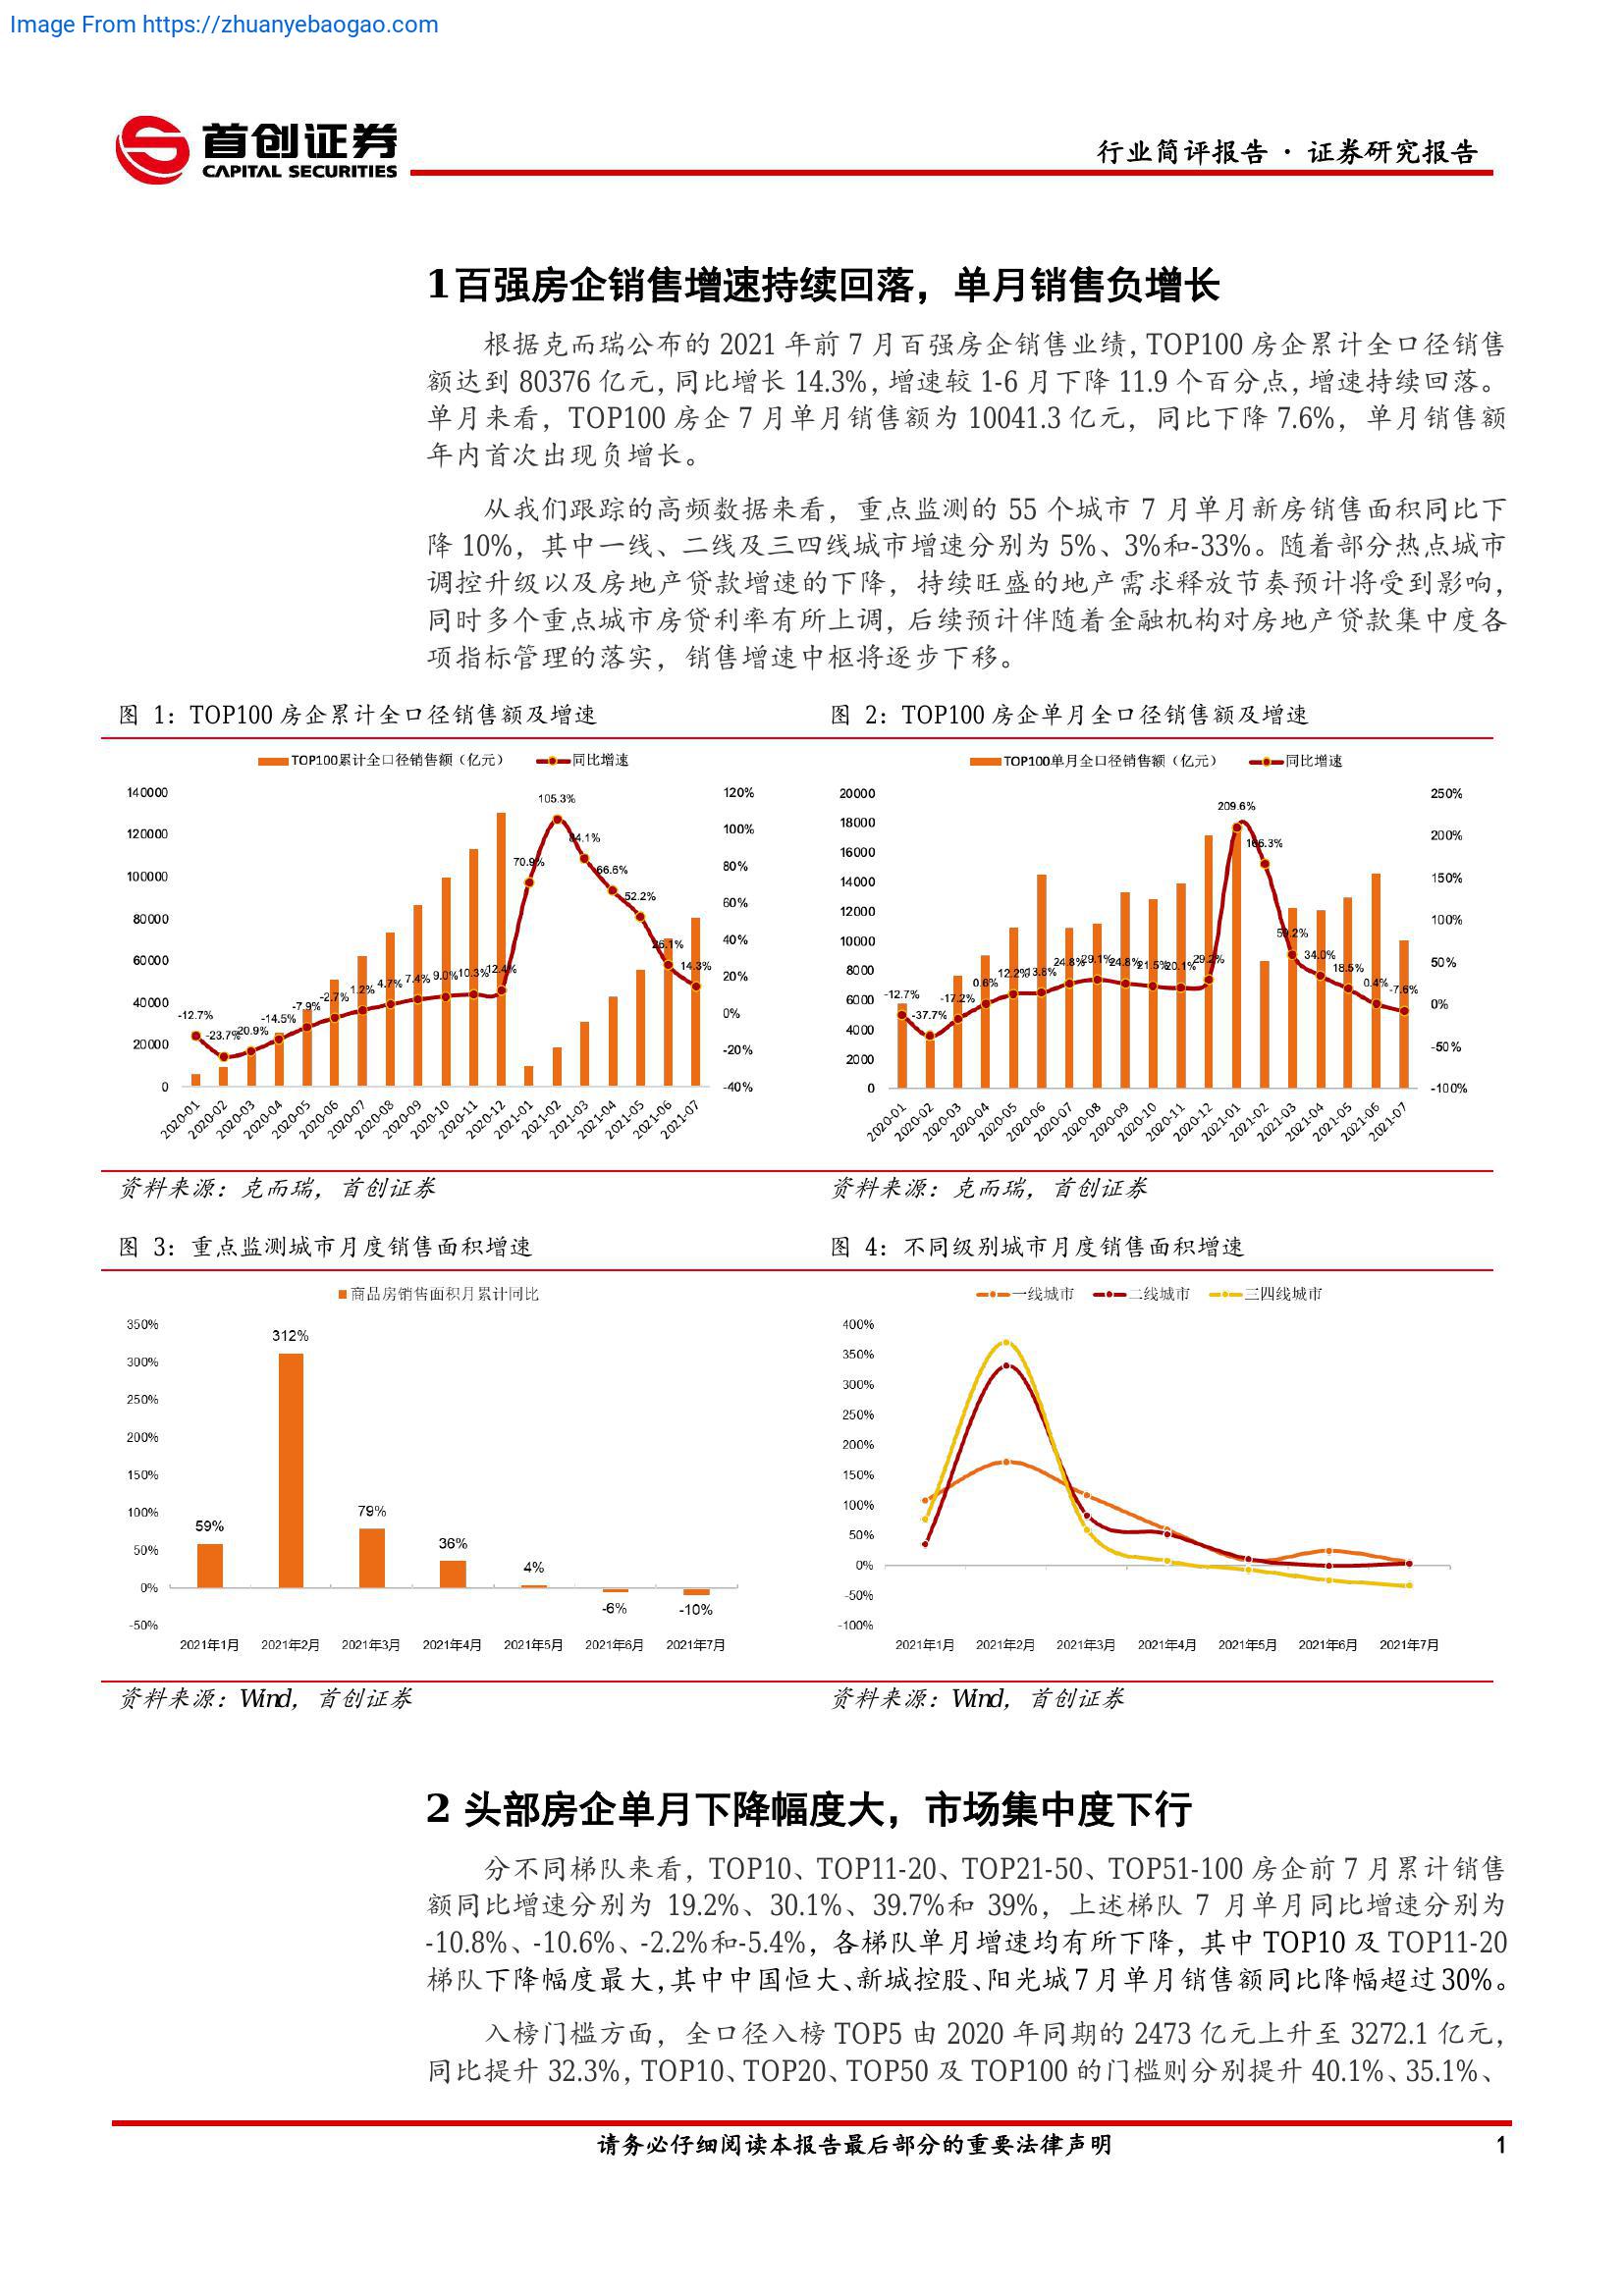 Image From https://zhuanyebaogao.com
首创证券
CAPITAL SECURITIES
行业简评报告 · 证券研究报告
1百强房企销售增速持续回落，单月销售负增长
根据克而瑞公布的 2021 年前 7 月百强房企销售业绩，TOP100 房企累计全口径销售
额达到 80376 亿元，同比增长 14.3%，增速较 1-6 月下降 11.9 个百分点，增速持续回落。
单月来看，TOP100 房企 7 月单月销售额为 10041.3 亿元，同比下降 7.6%，单月销售额
年内首次出现负增长。
从我们跟踪的高频数据来看，重点监测的 55 个城市 7 月单月新房销售面积同比下
降 10%，其中一线、二线及三四线城市增速分别为 5%、3%和-33%。随着部分热点城市
调控升级以及房地产贷款增速的下降，持续旺盛的地产需求释放节奏预计将受到影响，
同时多个重点城市房贷利率有所上调，后续预计伴随着金融机构对房地产贷款集中度各
项指标管理的落实，销售增速中枢将逐步下移。
图 1：TOP100 房企累计全口径销售额及增速
TOP100累计全口径销售额（亿元） 同比增速
140000
120000
100000
80000
60000
40000
20000
0
120%
100%
80%
60%
40%
20%
0%
-20%
-40%
-12.7% -23.7% -20.9% -14.5% -7.9% -2.7% 1.2% 4.7% 7.4% 9.0% 10.3% 12.4% 70.9% 105.3% 84.1% 66.6% 52.2% 26.1% 14.3%
2020-01 2020-02 2020-03 2020-04 2020-05 2020-06 2020-07 2020-08 2020-09 2020-10 2020-11 2020-12 2021-01 2021-02 2021-03 2021-04 2021-05 2021-06 2021-07
资料来源：克而瑞，首创证券
图 2：TOP100 房企单月全口径销售额及增速
TOP100单月全口径销售额（亿元） 同比增速
20000
18000
16000
14000
12000
10000
8000
6000
4000
2000
0
250%
200%
150%
100%
50%
0%
-50%
-100%
-12.7% -37.7% -17.2% 0.6% 12.2% 13.8% 24.8% 29.1% 24.8% 21.5% 20.1% 29.2% 209.6% 166.3% 59.2% 34.0% 18.5% 0.4% -7.6%
2020-01 2020-02 2020-03 2020-04 2020-05 2020-06 2020-07 2020-08 2020-09 2020-10 2020-11 2020-12 2021-01 2021-02 2021-03 2021-04 2021-05 2021-06 2021-07
资料来源：克而瑞，首创证券
图 3：重点监测城市月度销售面积增速
商品房销售面积月累计同比
350%
300%
250%
200%
150%
100%
50%
0%
-50%
59% 312% 79% 36% 4% -6% -10%
2021年1月 2021年2月 2021年3月 2021年4月 2021年5月 2021年6月 2021年7月
资料来源：Wind，首创证券
图 4：不同级别城市月度销售面积增速
一线城市 二线城市 三四线城市
400%
350%
300%
250%
200%
150%
100%
50%
0%
-50%
-100%
2021年1月 2021年2月 2021年3月 2021年4月 2021年5月 2021年6月 2021年7月
资料来源：Wind，首创证券
2 头部房企单月下降幅度大，市场集中度下行
分不同梯队来看，TOP10、TOP11-20、TOP21-50、TOP51-100 房企前 7 月累计销售
额同比增速分别为 19.2%、30.1%、39.7%和 39%，上述梯队 7 月单月同比增速分别为
-10.8%、-10.6%、-2.2%和-5.4%，各梯队单月增速均有所下降，其中 TOP10 及 TOP11-20
梯队下降幅度最大，其中中国恒大、新城控股、阳光城 7 月单月销售额同比降幅超过 30%。
入榜门槛方面，全口径入榜 TOP5 由 2020 年同期的 2473 亿元上升至 3272.1 亿元，
同比提升 32.3%，TOP10、TOP20、TOP50 及 TOP100 的门槛则分别提升 40.1%、35.1%、
请务必仔细阅读本报告最后部分的重要法律声明
1